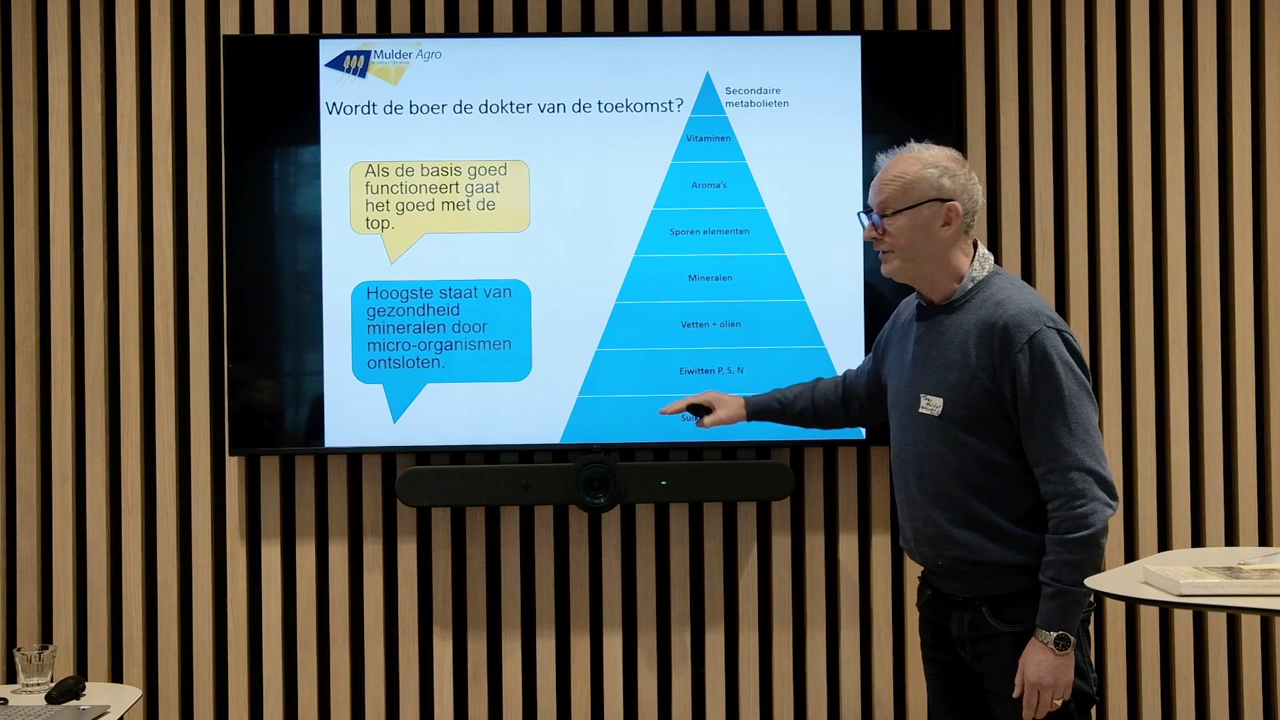 Mulder Agro
Wordt de boer de dokter van de toekomst?
Als de basis goed
functioneert gaat
het goed met de
top.
Hoogste staat van
gezondheid
mineralen door
micro-organismen
ontsloten.
Secondaire
metabolieten
Vitaminen
Aroma's
Sporen elementen
Mineralen
Vetten + oliën
Eiwitten P, S, N